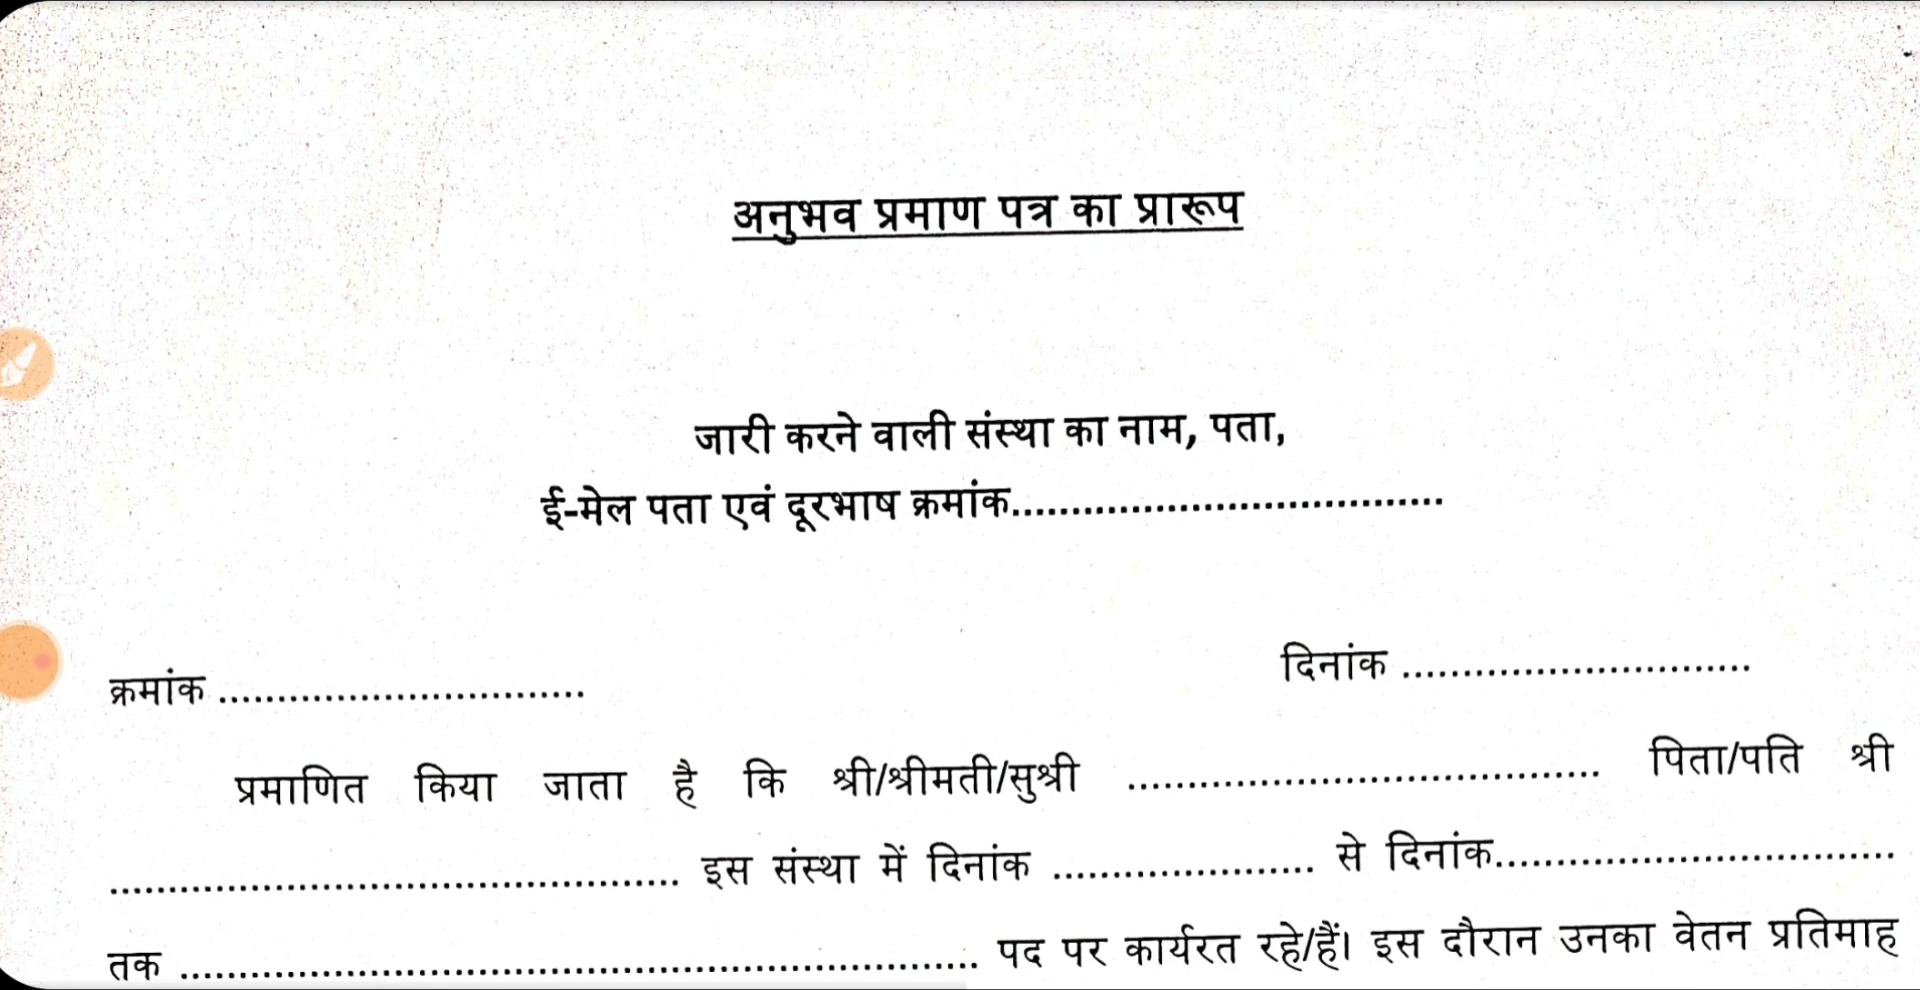 अनुभव प्रमाण पत्र का प्रारूप
जारी करने वाली संस्था का नाम, पता,
ई-मेल पता एवं दूरभाष क्रमांक....................................
क्रमांक ............................... दिनांक .............................
प्रमाणित किया जाता है कि श्री/श्रीमती/सुश्री ........................................ पिता/पति श्री
................................................ इस संस्था में दिनांक ...................... से दिनांक.................................
तक .................................................................... पद पर कार्यरत रहे/हैं। इस दौरान उनका वेतन प्रतिमाह